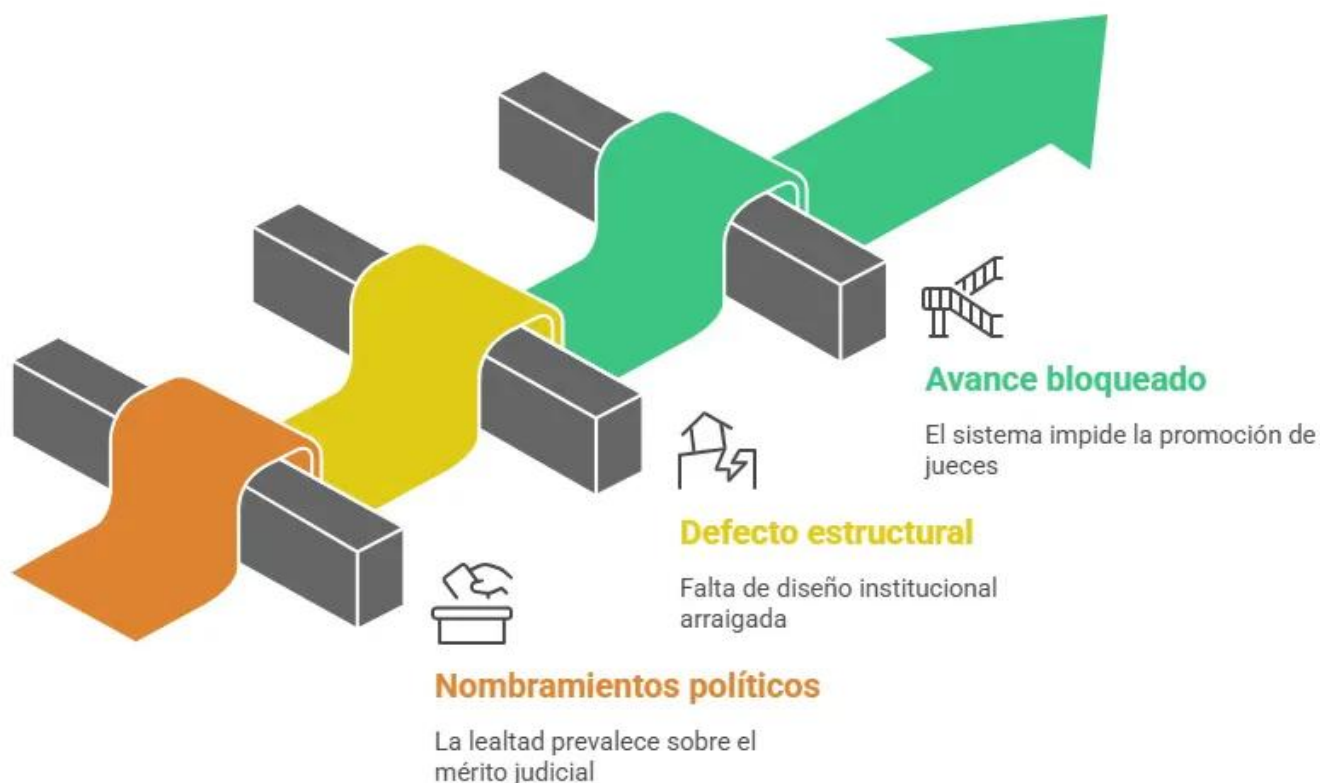 Avance bloqueado
El sistema impide la promoción de
jueces
Defecto estructural
Falta de diseño institucional
arraigada
Nombramientos políticos
La lealtad prevalece sobre el
mérito judicial